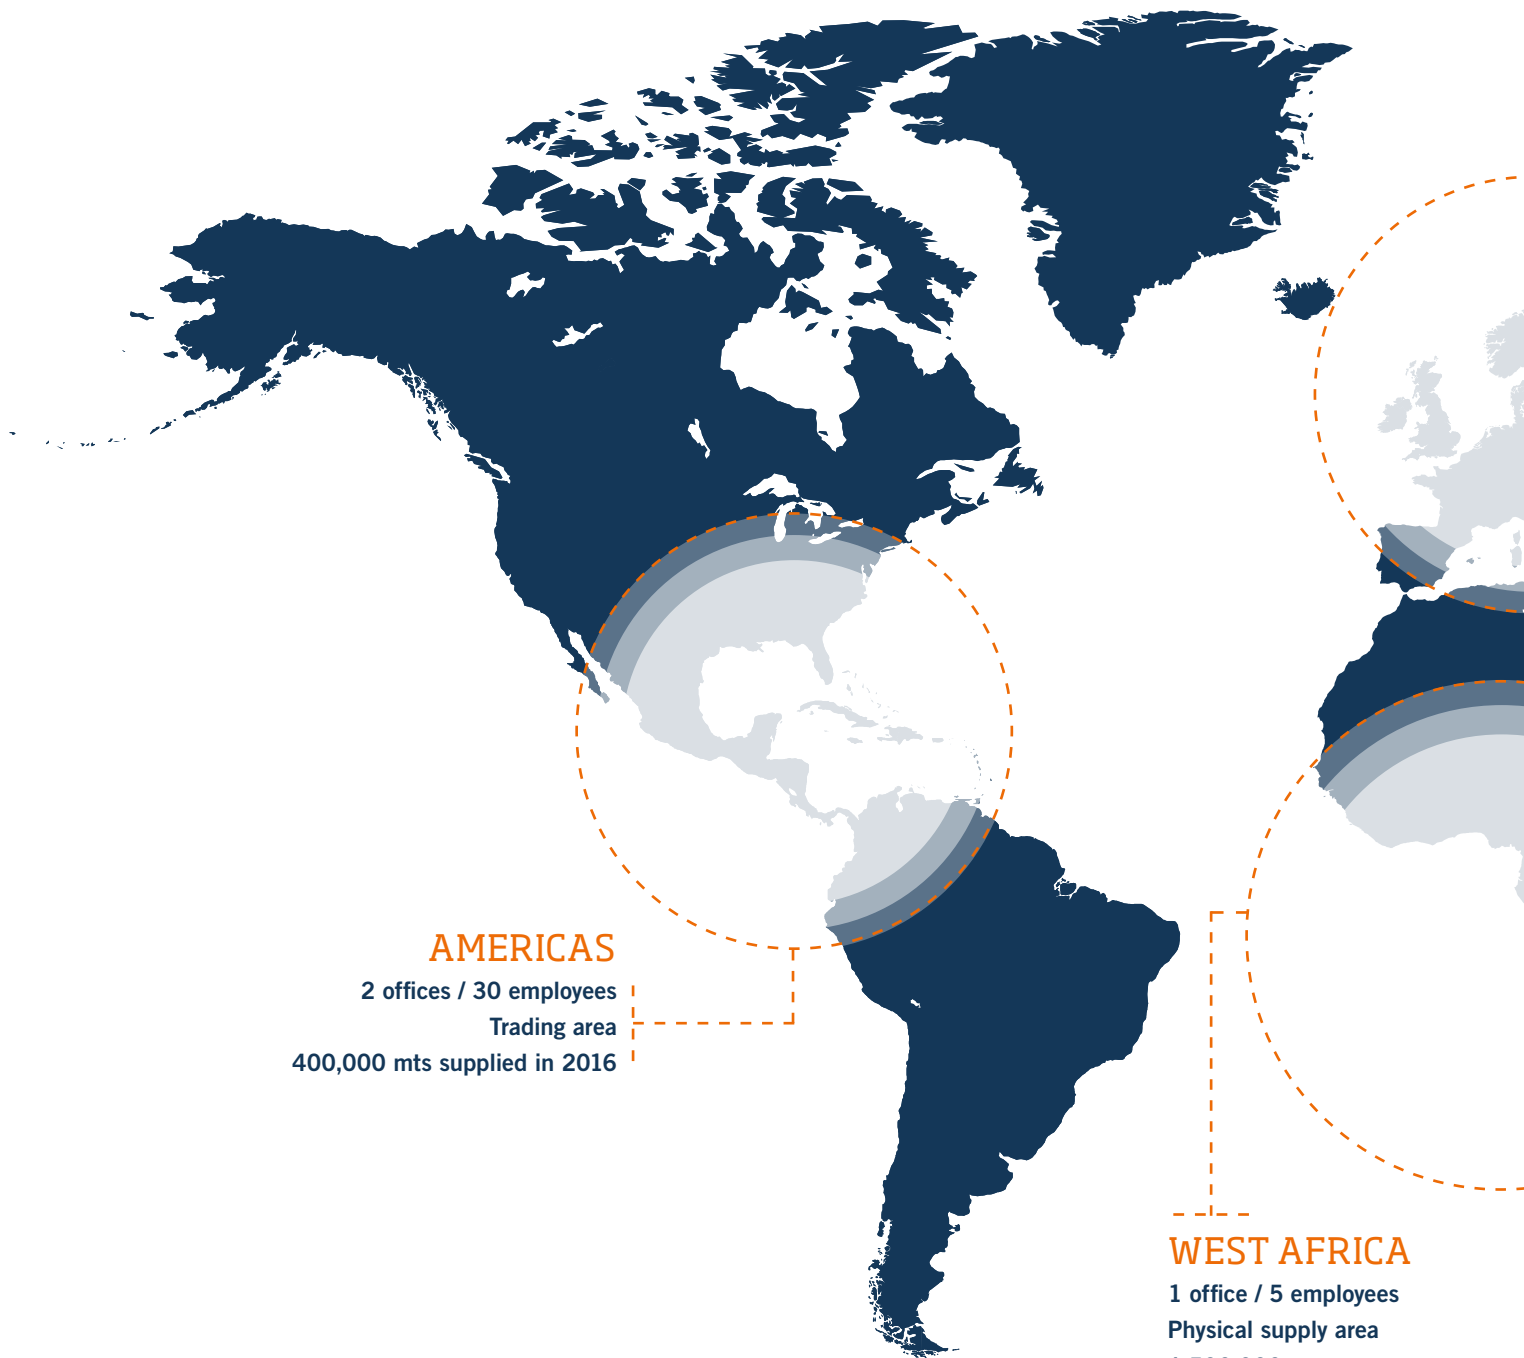 AMERICAS
2 offices / 30 employees
Trading area
400,000 mts supplied in 2016
WEST AFRICA
1 office / 5 employees
Physical supply area